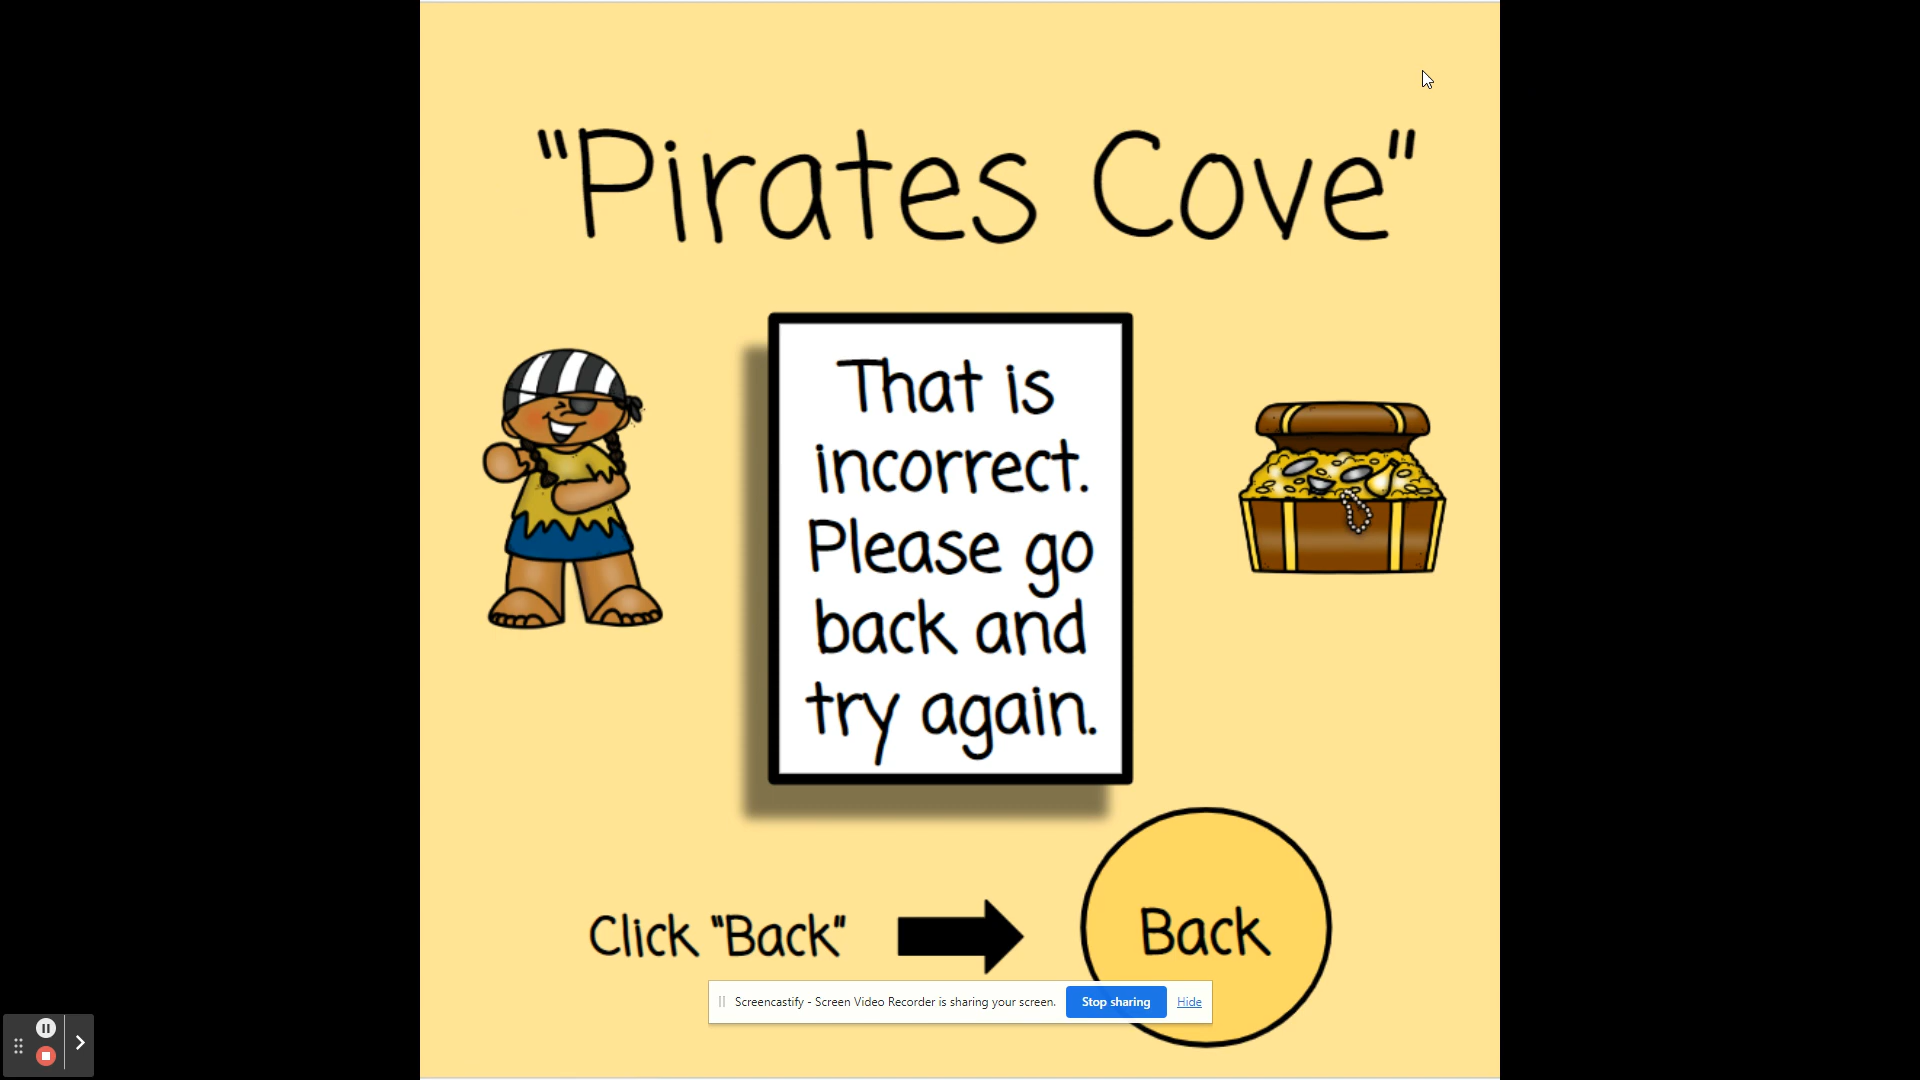 "Pirates Cove"
That is
incorrect.
Please go
back and
try again.
Click "Back"
Back
Screencastify - Screen Video Recorder is sharing your screen.
Stop sharing
Hide